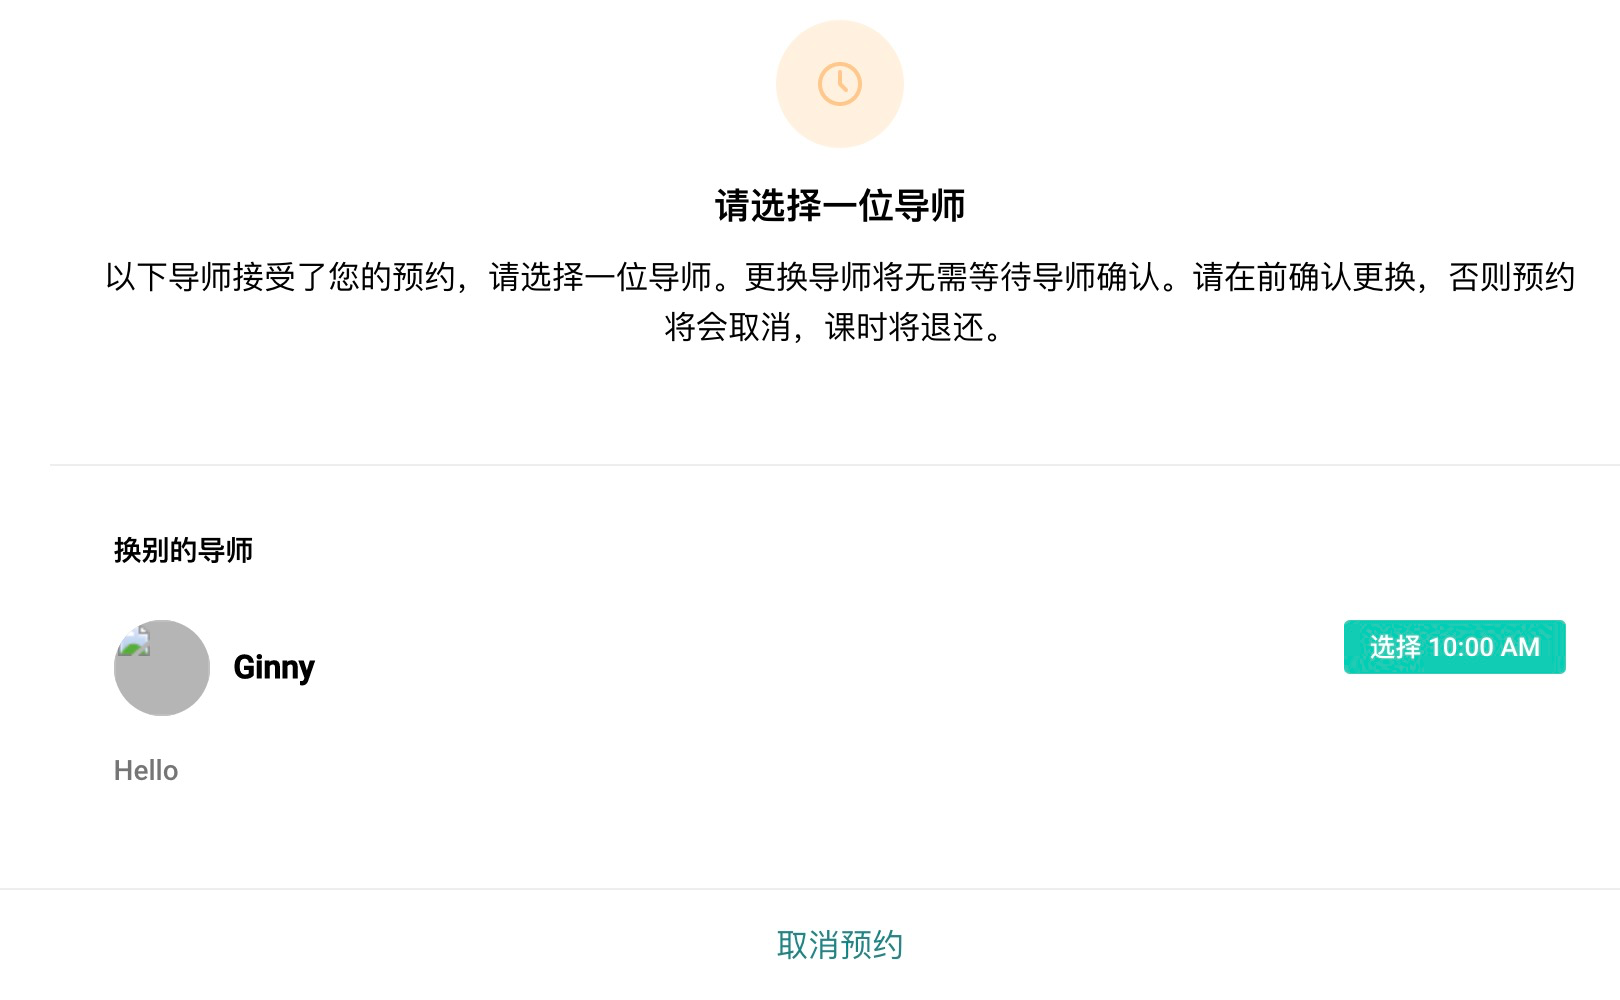 请选择一位导师
以下导师接受了您的预约，请选择一位导师。更换导师将无需等待导师确认。请在前确认更换，否则预约
将会取消，课时将退还。
换别的导师
Ginny
选择 10:00 AM
Hello
取消预约